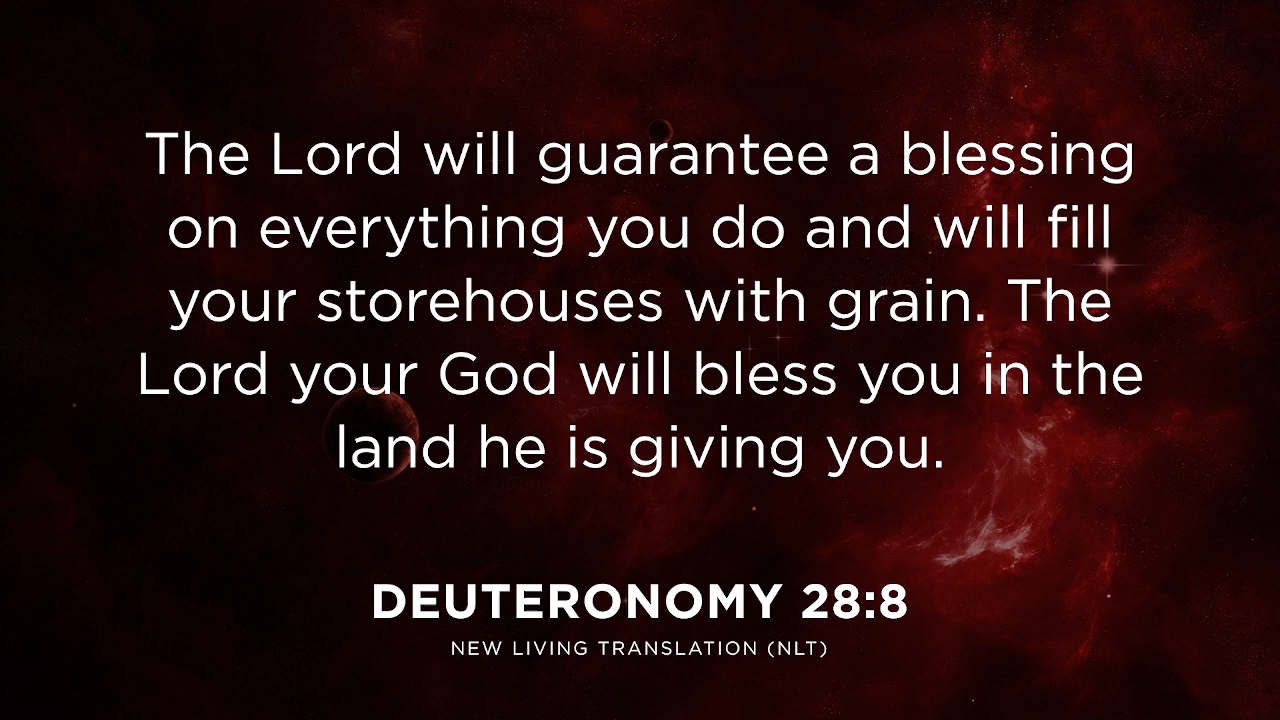 The Lord will guarantee a blessing
on everything you do and will fill
your storehouses with grain. The
Lord your God will bless you in the
land he is giving you.
DEUTERONOMY 28:8
NEW LIVING TRANSLATION (NLT)